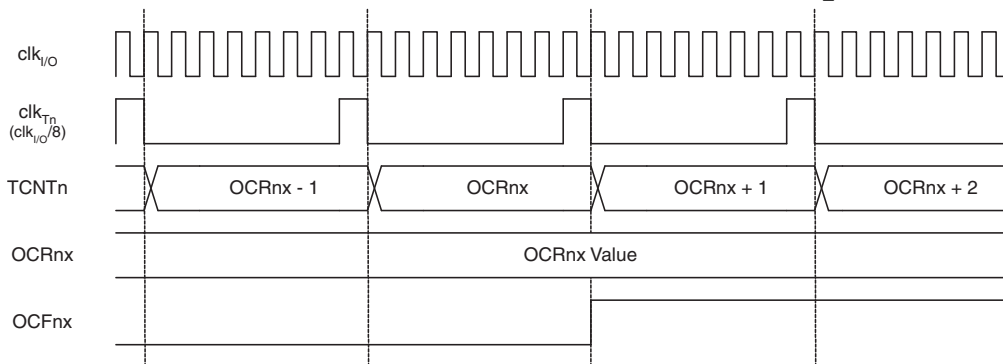 clkI/O
clkTn
(clkI/O/8)
TCNTn OCRnx - 1 OCRnx OCRnx + 1 OCRnx + 2
OCRnx OCRnx Value
OCFnx